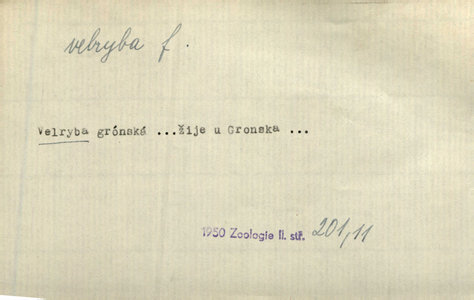 velryba f.
Velryba grónská ...žije u Gronska ...
1950 Zoologie II. stř. 201,11